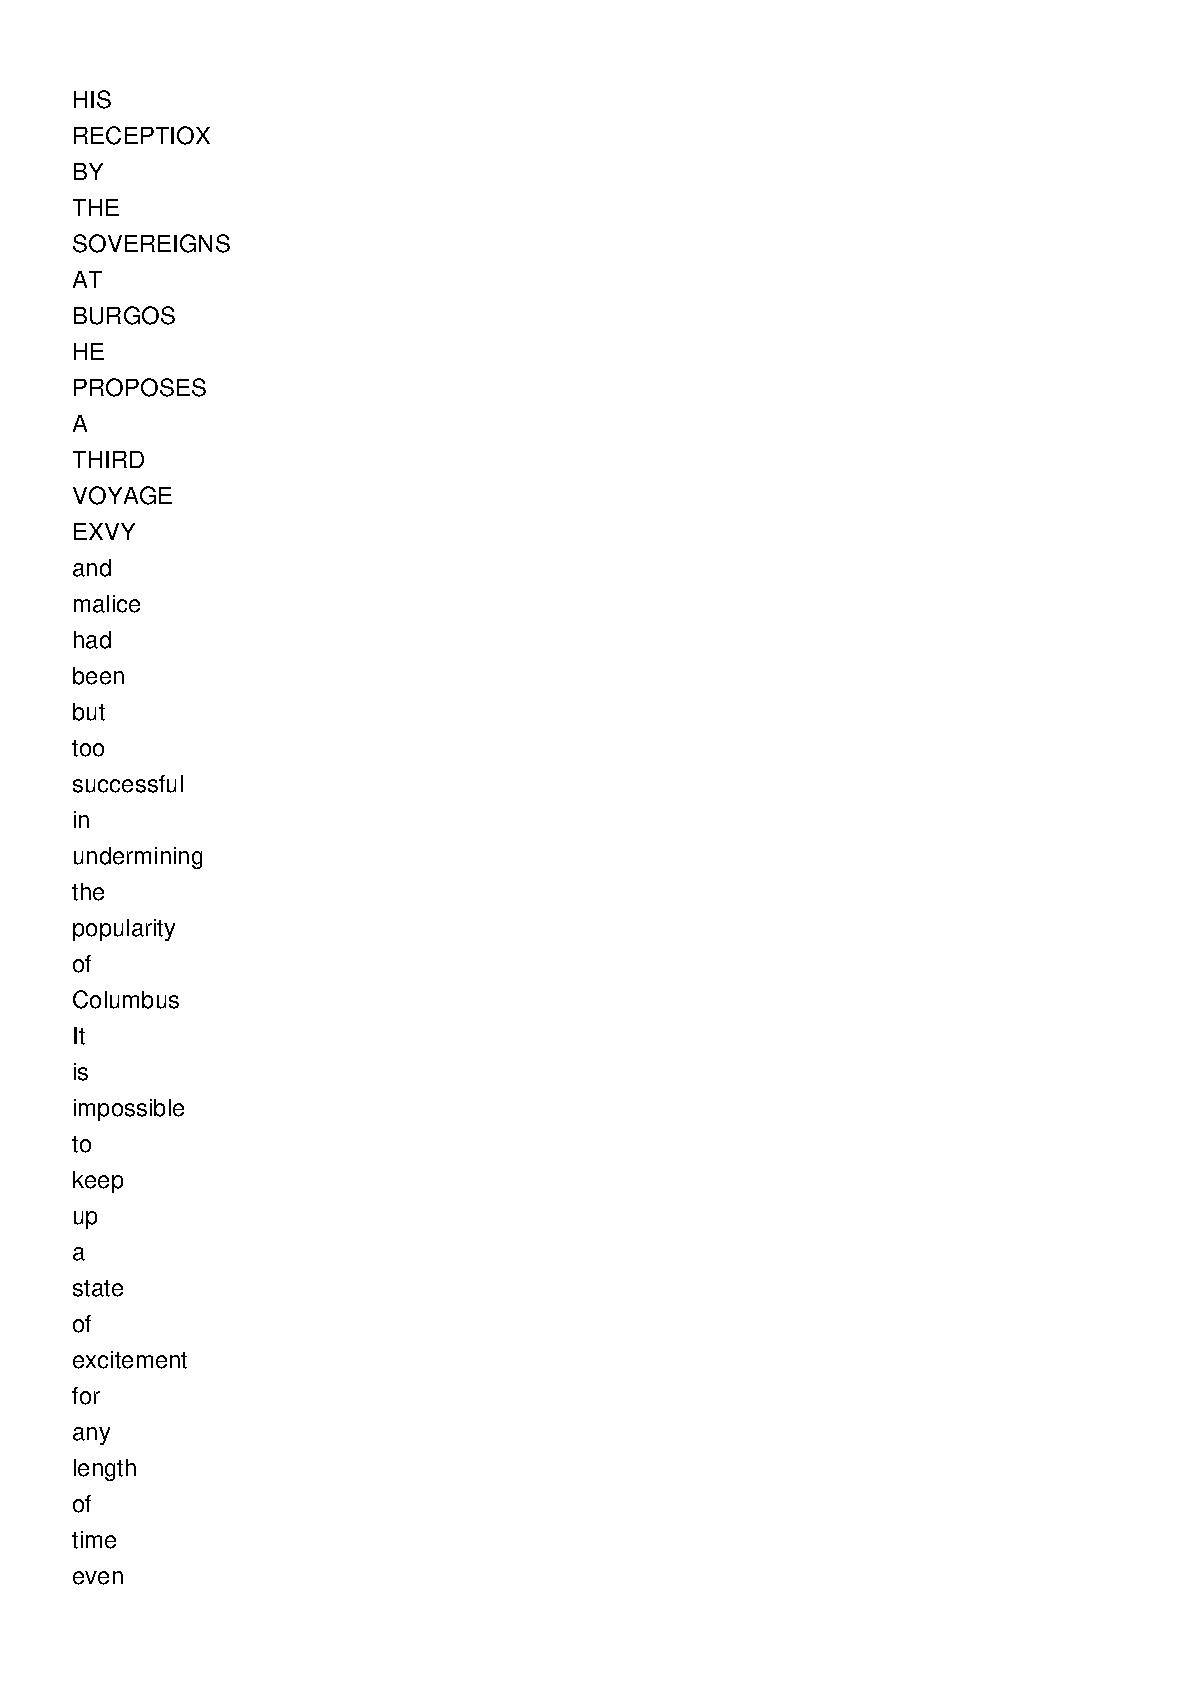 HIS
RECEPTIOX
BY
THE
SOVEREIGNS
AT
BURGOS
HE
PROPOSES
A
THIRD
VOYAGE
EXVY
and
malice
had
been
but
too
successful
in
undermining
the
popularity
of
Columbus
It
is
impossible
to
keep
up
a
state
of
excitement
for
any
length
of
time
even